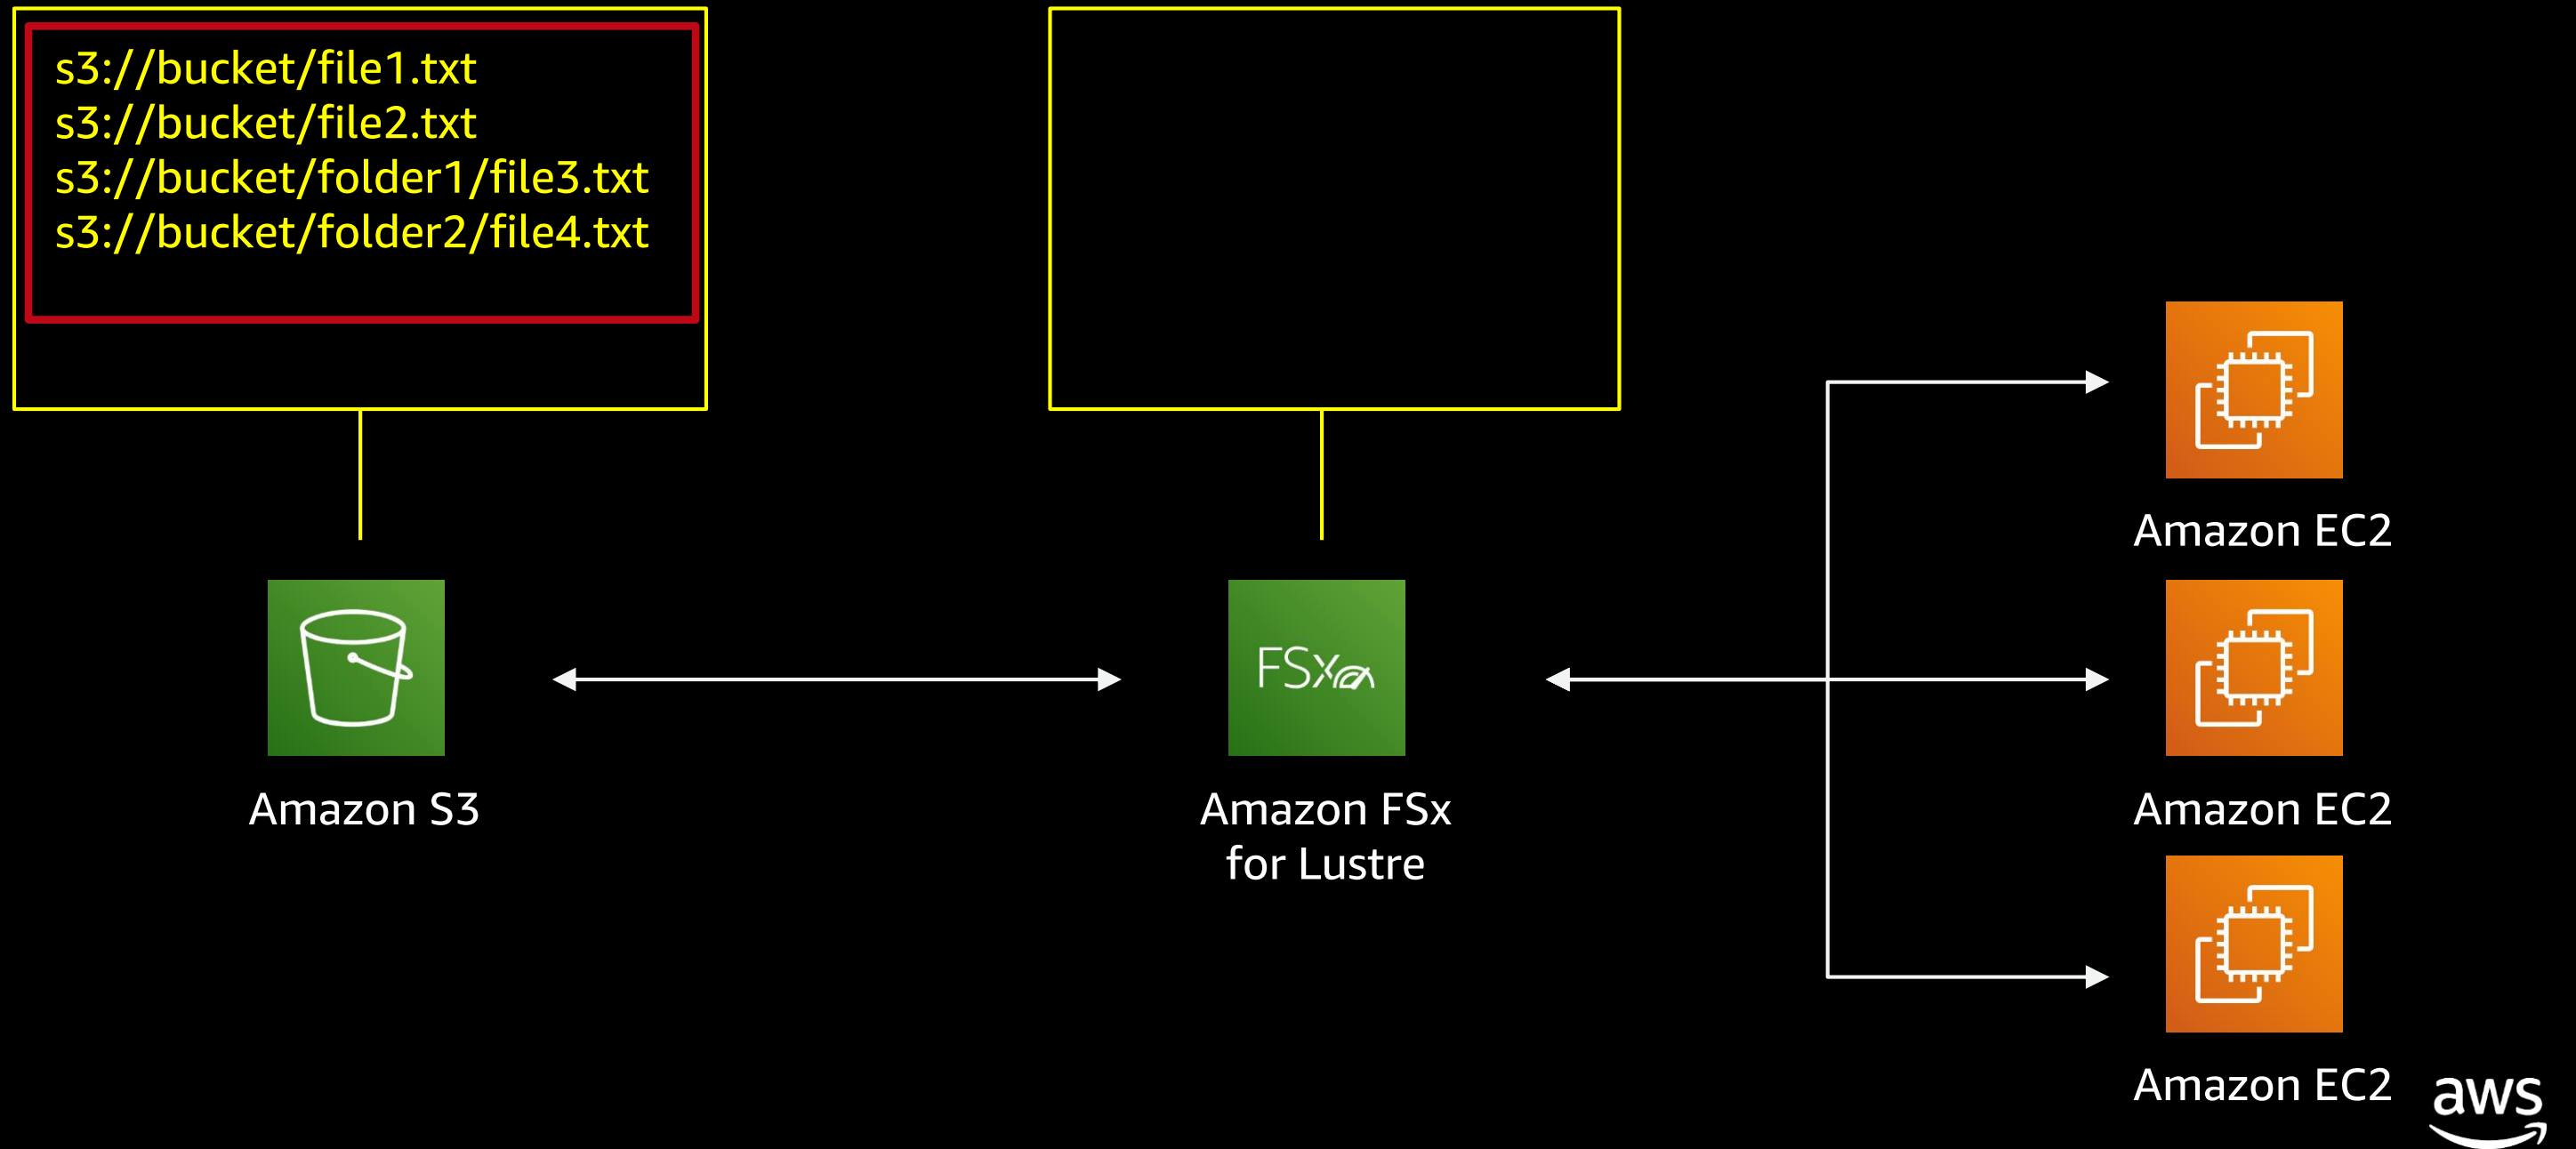 s3://bucket/file1.txt
s3://bucket/file2.txt
s3://bucket/folder1/file3.txt
s3://bucket/folder2/file4.txt
Amazon S3
FSx
Amazon FSx
for Lustre
Amazon EC2
Amazon EC2
Amazon EC2
aws